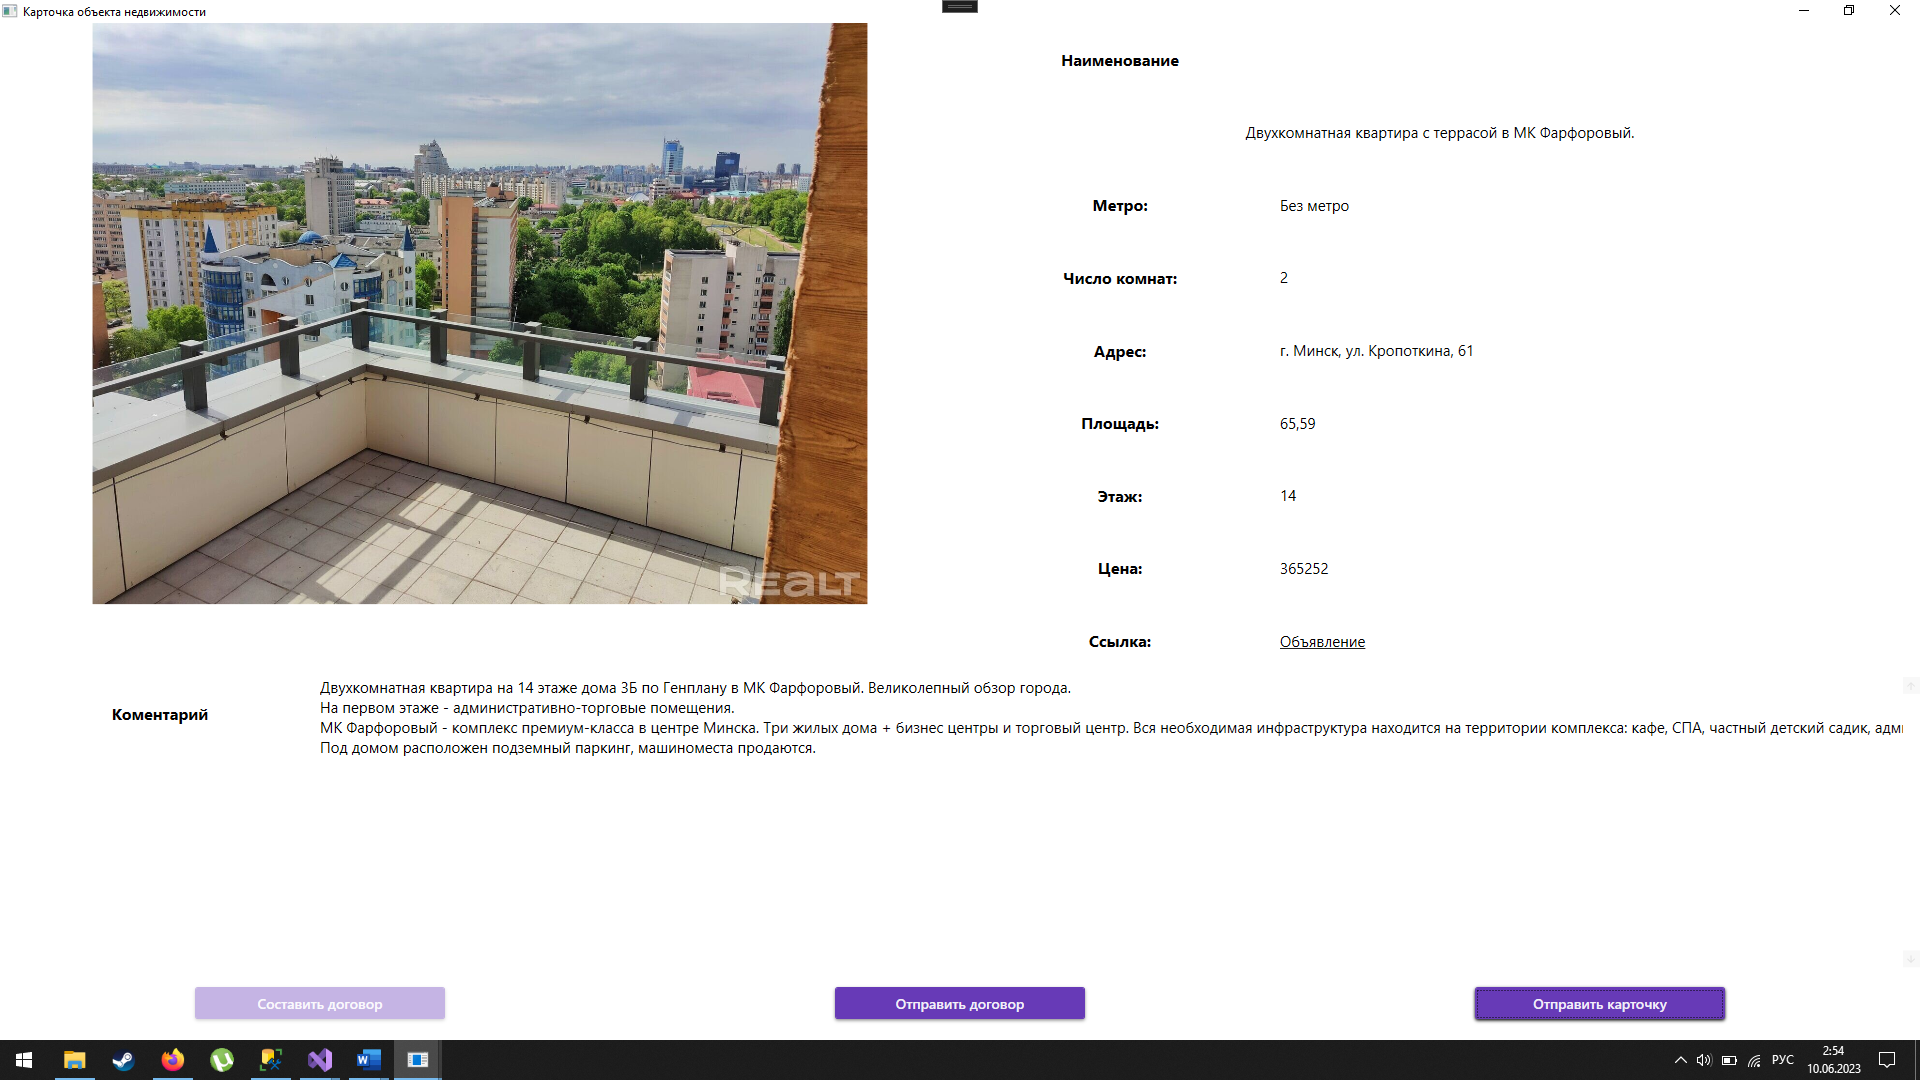 Карточка объекта недвижимости
Наименование
Двухкомнатная квартира с террасой в МК Фарфоровый.
Метро: Без метро
Число комнат: 2
Адрес: г. Минск, ул. Кропоткина, 61
Площадь: 65,59
Этаж: 14
Цена: 365252
Ссылка: Объявление
REALT
Коментарий
Двухкомнатная квартира на 14 этаже дома 3Б по Генплану в МК Фарфоровый. Великолепный обзор города.
На первом этаже - административно-торговые помещения.
МК Фарфоровый - комплекс премиум-класса в центре Минска. Три жилых дома + бизнес центры и торговый центр. Вся необходимая инфраструктура находится на территории комплекса: кафе, СПА, частный детский садик,
Под домом расположен подземный паркинг, машиноместа продаются.
Составить договор
Отправить договор
Отправить карточку
РУС
2:54
10.06.2023